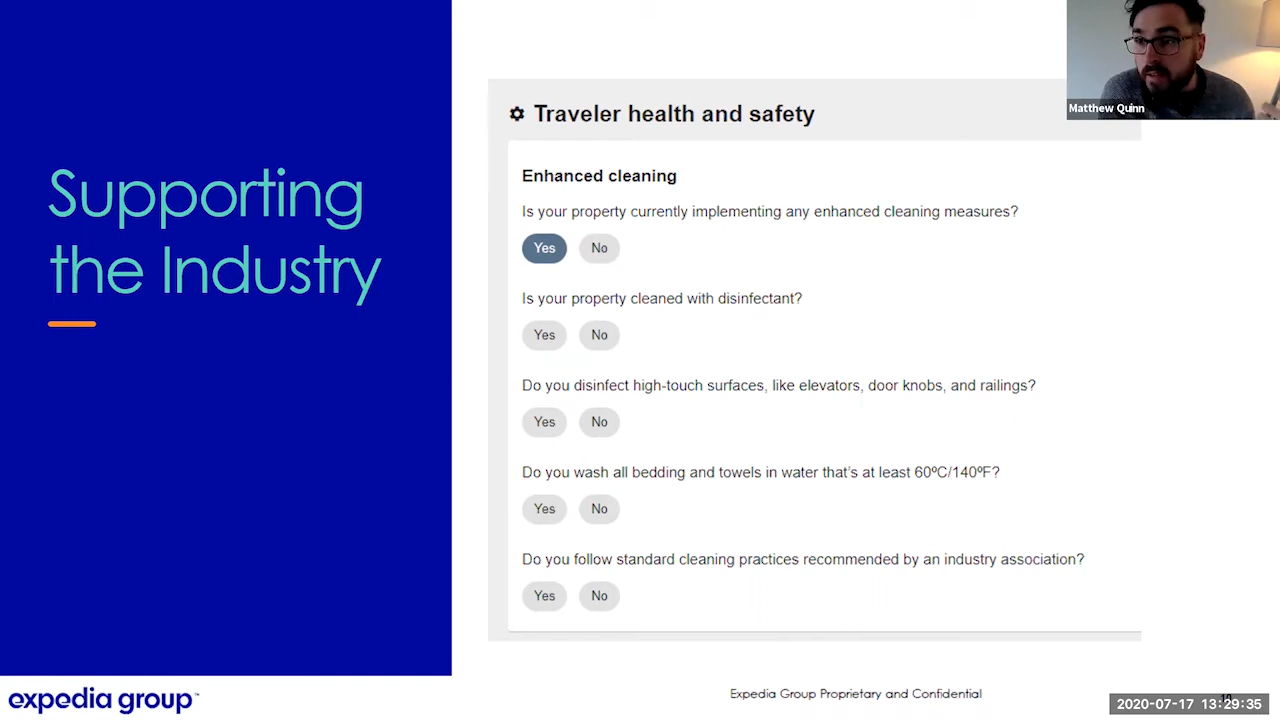 Supporting
the Industry
Traveler health and safety
Matthew Quinn
Enhanced cleaning
Is your property currently implementing any enhanced cleaning measures?
Yes No
Is your property cleaned with disinfectant?
Yes No
Do you disinfect high-touch surfaces, like elevators, door knobs, and railings?
Yes No
Do you wash all bedding and towels in water that's at least 60ºC/140ºF?
Yes No
Do you follow standard cleaning practices recommended by an industry association?
Yes No
expedia group™
Expedia Group Proprietary and Confidential
2020-07-17 13:29:35